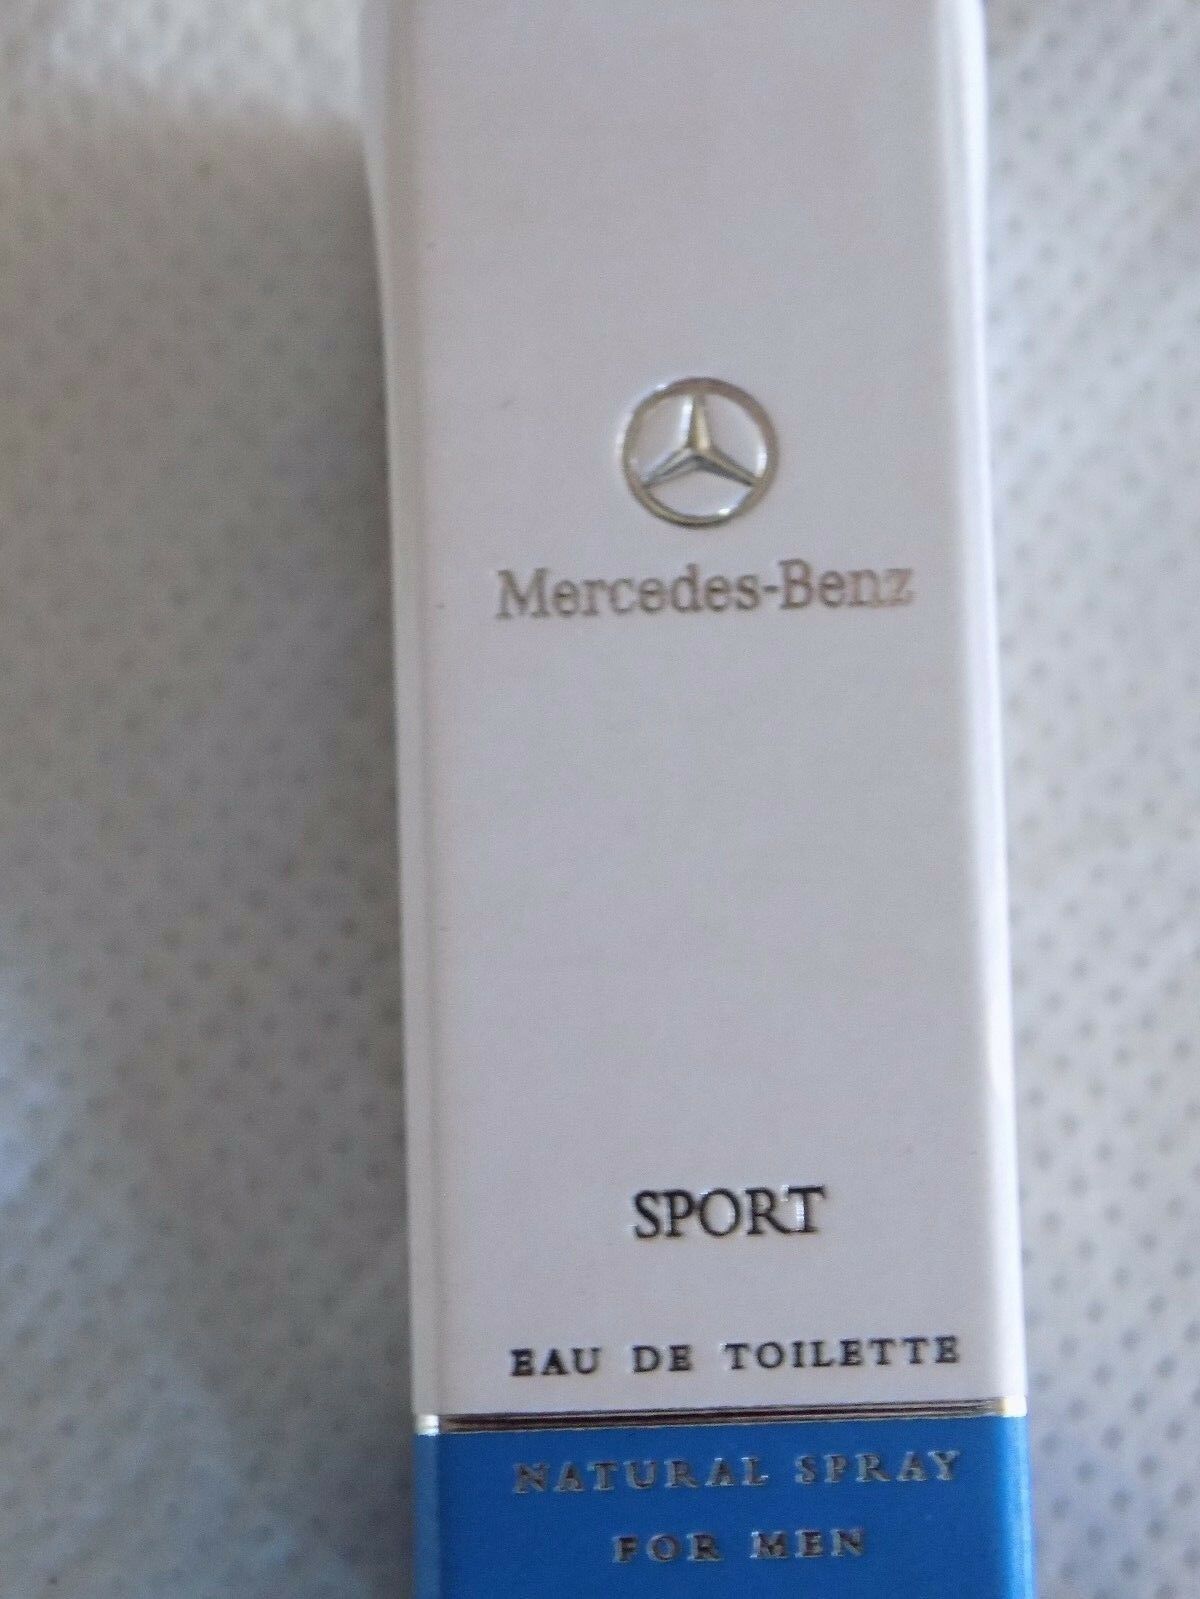 Mercedes-Benz
SPORT
EAU DE TOILETTE
NATURAL SPRAY
FOR MEN